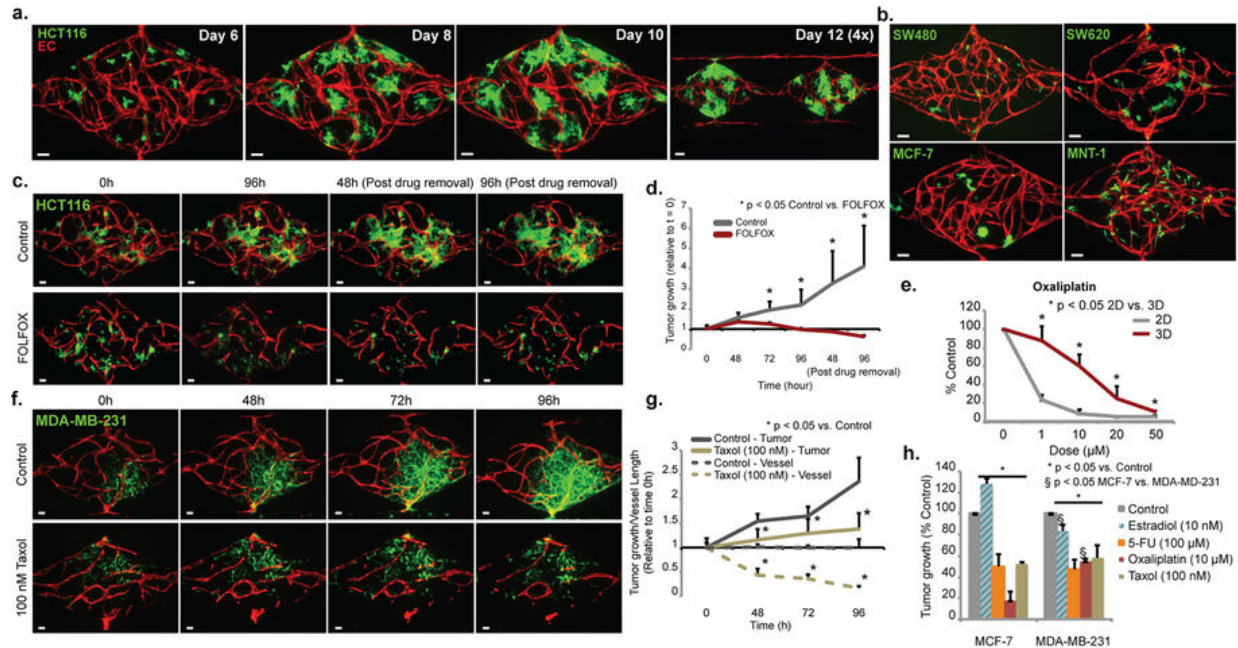 a.
HCT116
EC
Day 6
Day 8
Day 10
Day 12 (4x)
b.
SW480
SW620
MCF-7
MNT-1
c.
0h
96h
48h (Post drug removal)
96h (Post drug removal)
HCT116
Control
FOLFOX
d.
* p < 0.05 Control vs. FOLFOX
Control
FOLFOX
Tumor growth (relative to t = 0)
7
6
5
4
3
2
1
0
* * * *
0 48 72 96 48 96
(Post drug removal)
Time (hour)
e.
Oxaliplatin
* p < 0.05 2D vs. 3D
2D
3D
% Control
120
100
80
60
40
20
0
* * * *
0 1 10 20 50
Dose (µM)
f.
0h
48h
72h
96h
MDA-MB-231
Control
100 nM Taxol
g.
* p < 0.05 vs. Control
Control - Tumor
Taxol (100 nM) - Tumor
Control - Vessel
Taxol (100 nM) - Vessel
Tumor growth/Vessel Length
(Relative to time 0h)
3
2.5
2
1.5
1
0.5
0
* * *
* * *
0 48 72 96
Time (h)
h.
* p < 0.05 vs. Control
§ p < 0.05 MCF-7 vs. MDA-MD-231
Control
Estradiol (10 nM)
5-FU (100 µM)
Oxaliplatin (10 µM)
Taxol (100 nM)
Tumor growth (% Control)
140
120
100
80
60
40
20
0
* *
§ §
MCF-7 MDA-MB-231